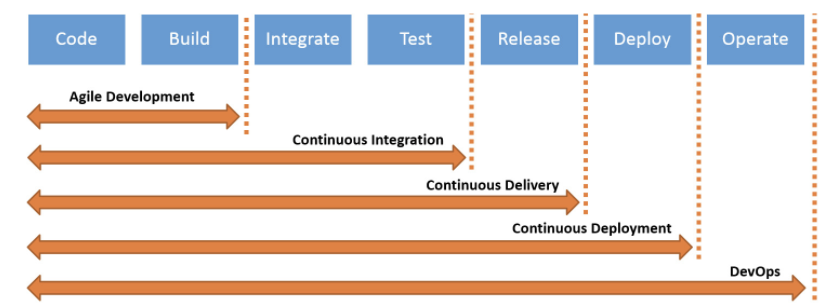 Code Build Integrate Test Release Deploy Operate
Agile Development
Continuous Integration
Continuous Delivery
Continuous Deployment
DevOps